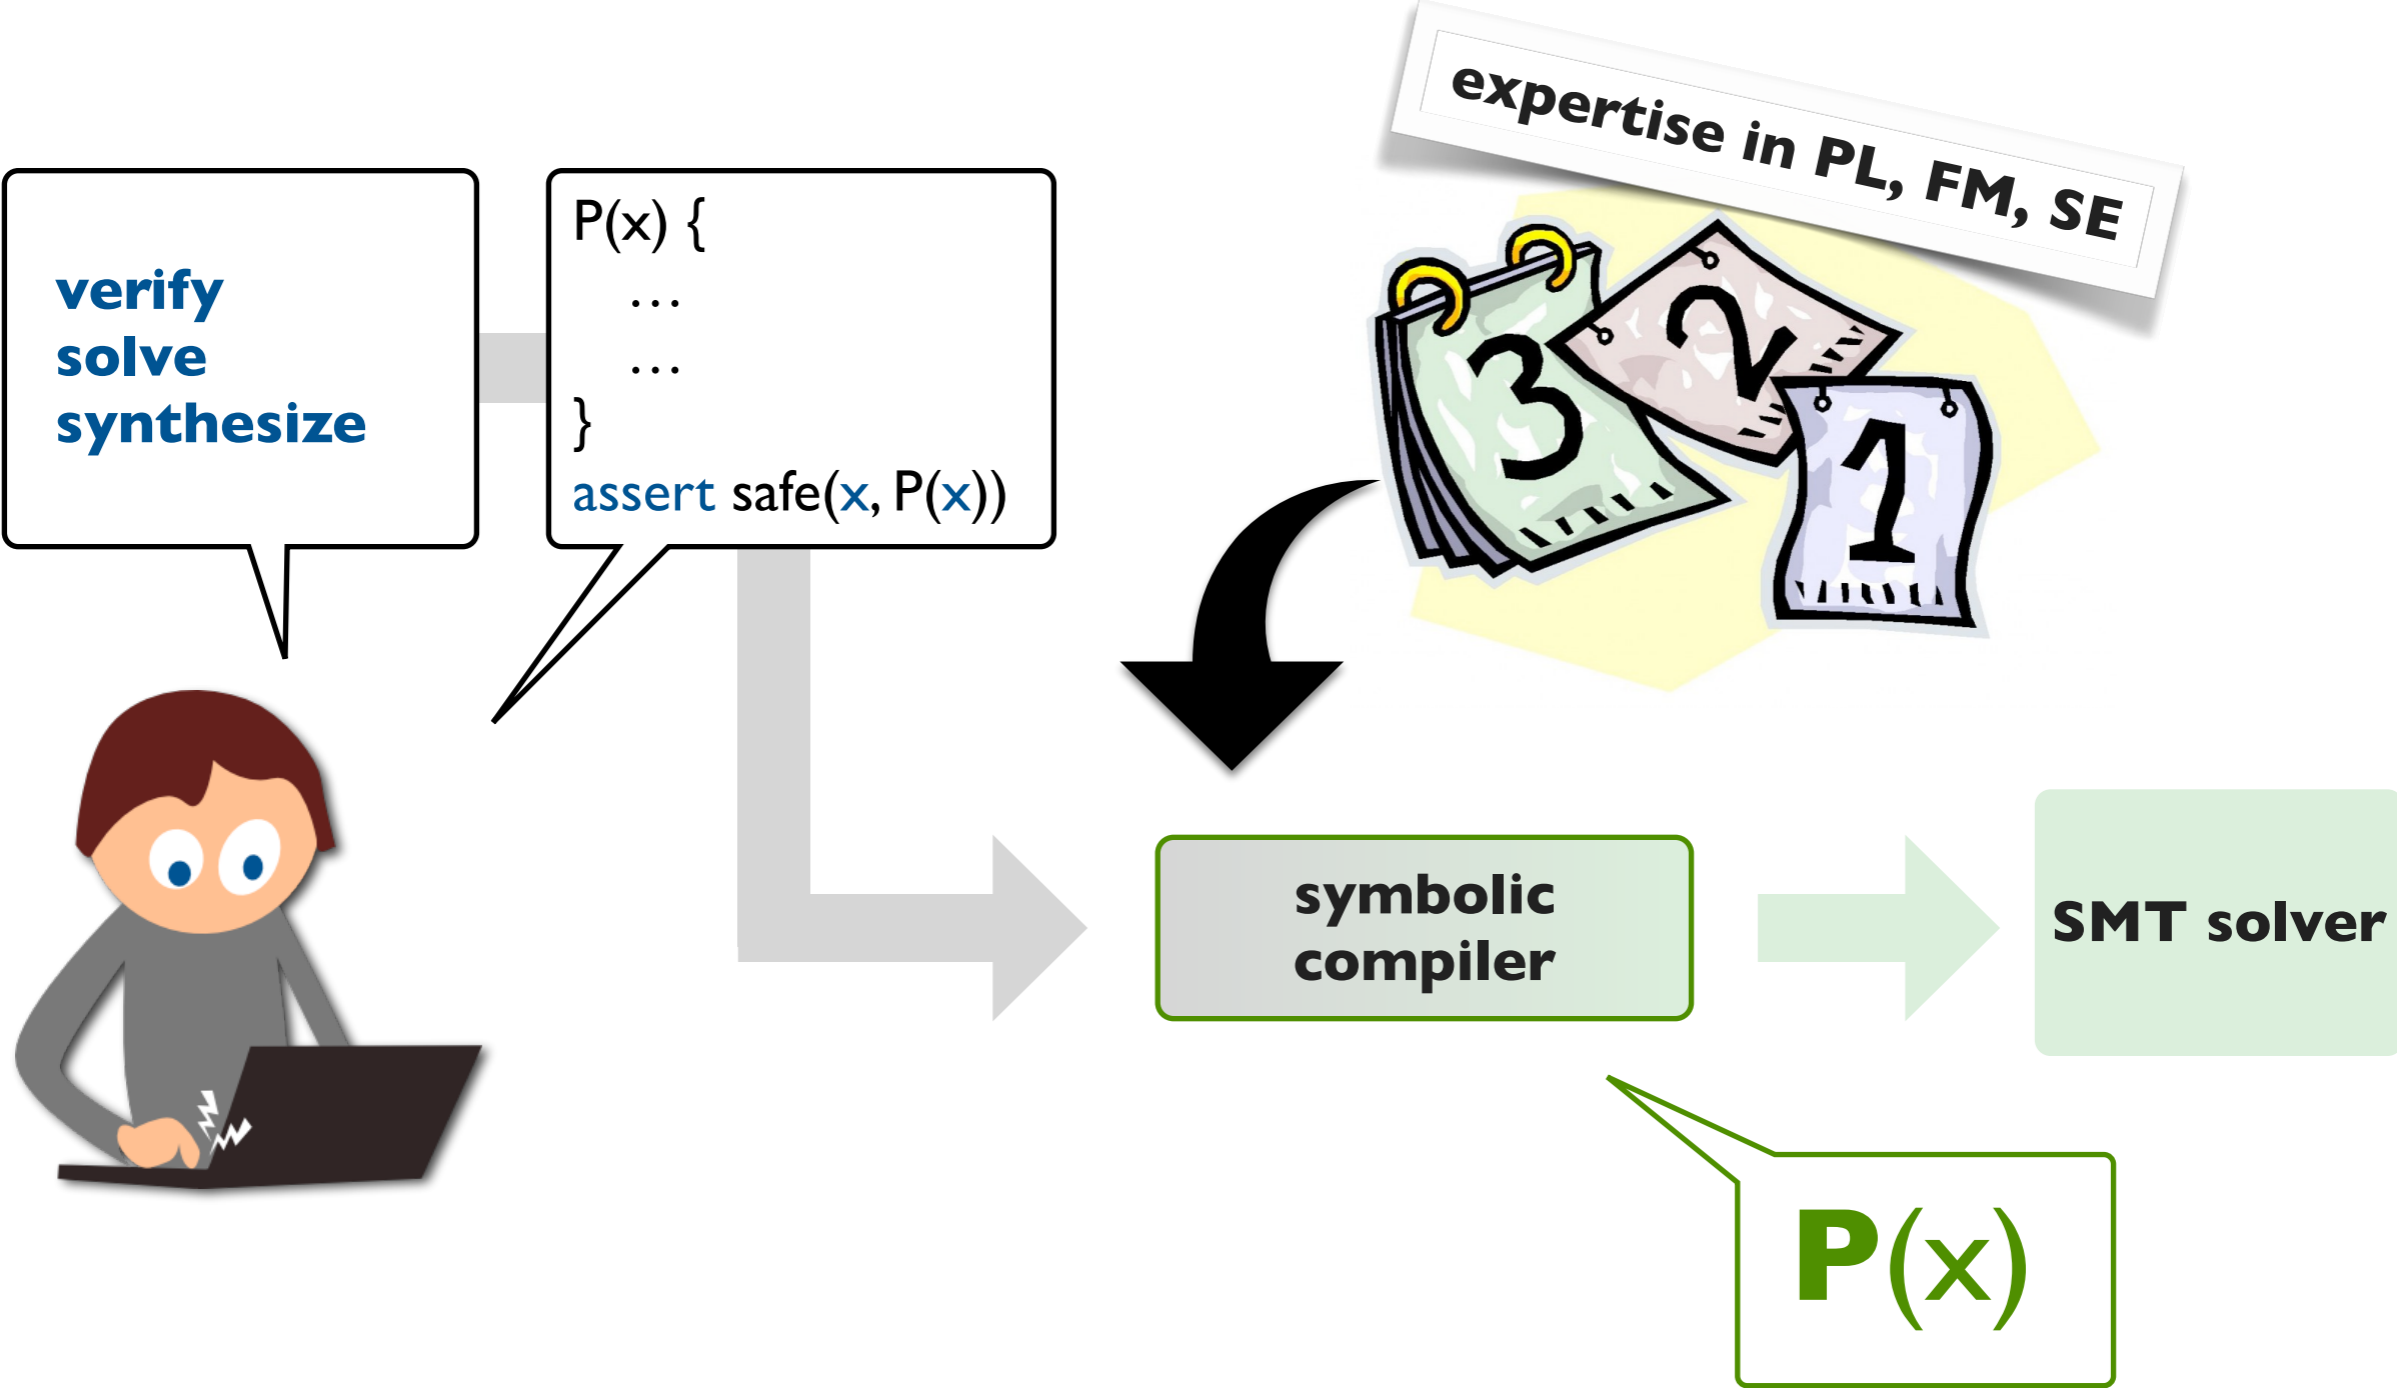 expertise in PL, FM, SE
verify
solve
synthesize
P(x) {
…
…
}
assert safe(x, P(x))
3
2
1
symbolic
compiler
SMT solver
P(x)